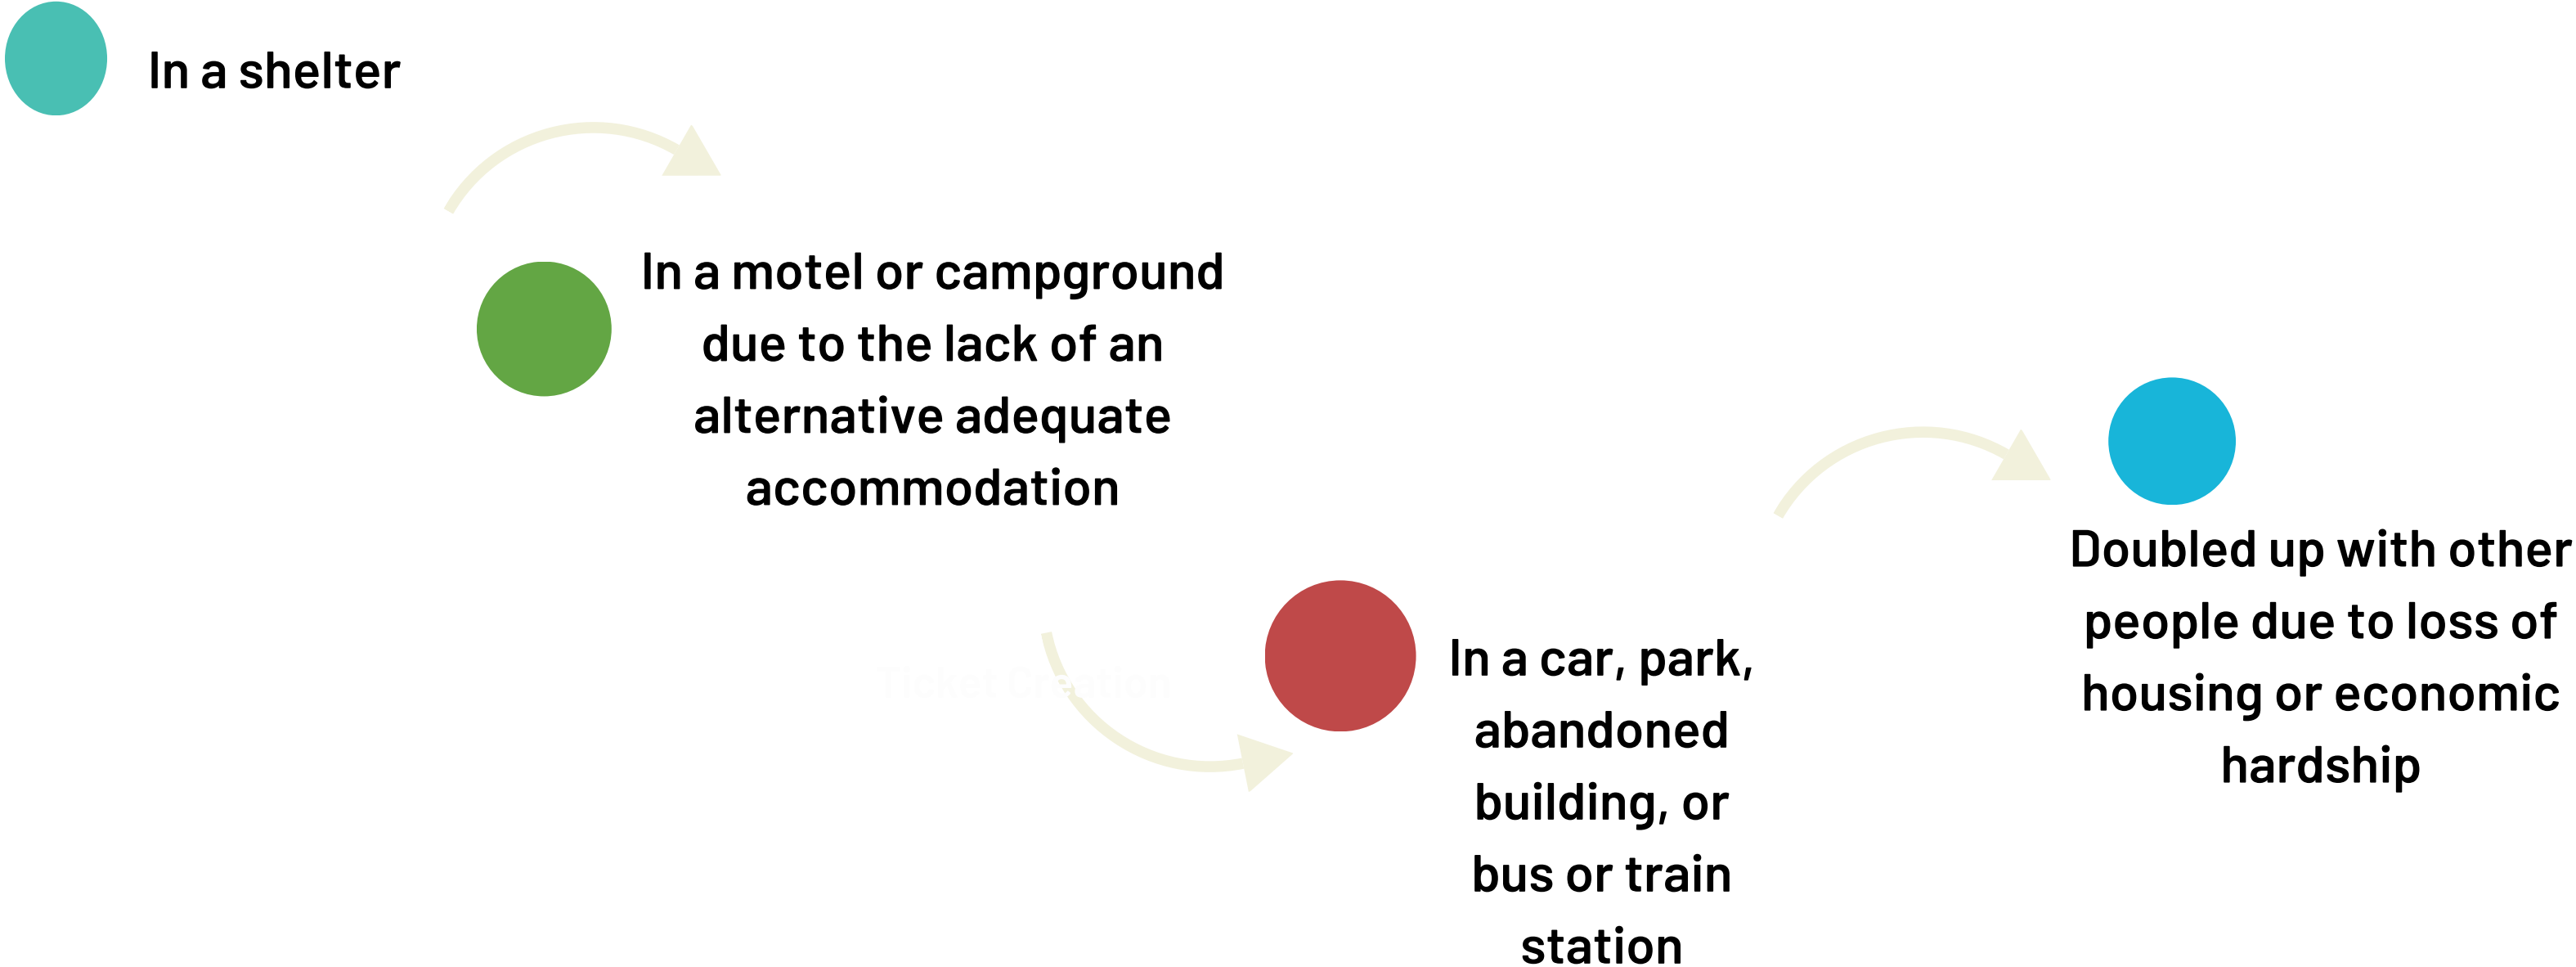 In a shelter
In a motel or campground
due to the lack of an
alternative adequate
accommodation
Ticket Creation
In a car, park,
abandoned
building, or
bus or train
station
Doubled up with other
people due to loss of
housing or economic
hardship